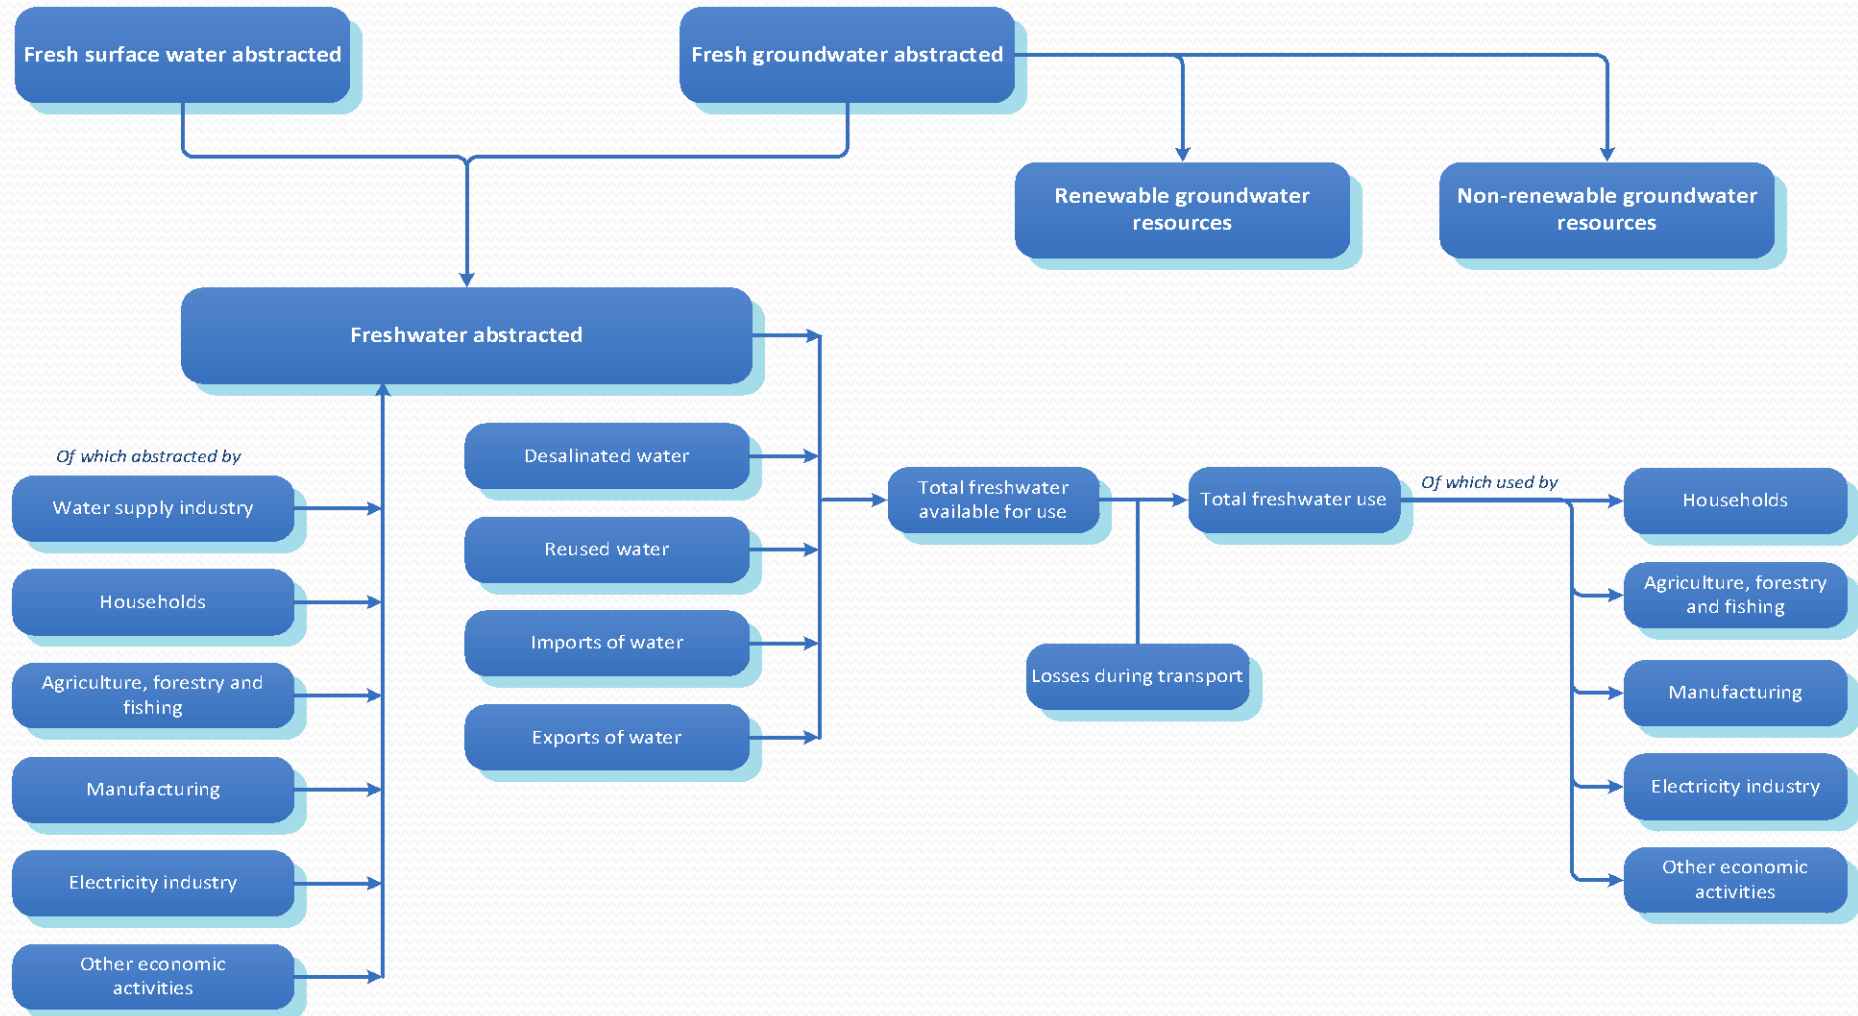 Fresh surface water abstracted
Fresh groundwater abstracted
Renewable groundwater
resources
Non-renewable groundwater
resources
Freshwater abstracted
Of which abstracted by
Water supply industry
Households
Agriculture, forestry and
fishing
Manufacturing
Electricity industry
Other economic
activities
Desalinated water
Reused water
Imports of water
Exports of water
Total freshwater
available for use
Losses during transport
Total freshwater use
Of which used by
Households
Agriculture, forestry
and fishing
Manufacturing
Electricity industry
Other economic
activities